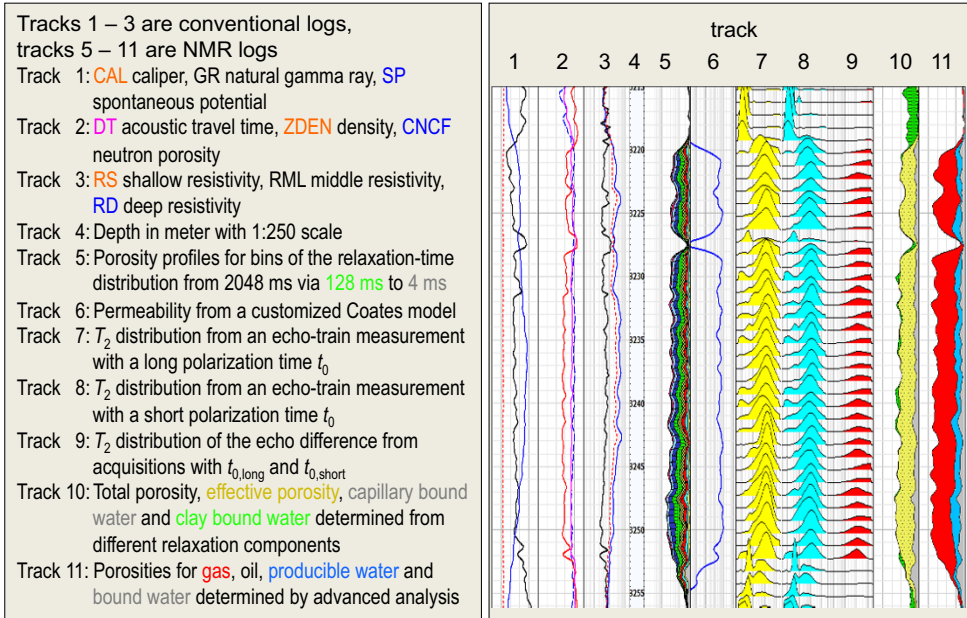 Tracks 1 – 3 are conventional logs,
tracks 5 – 11 are NMR logs
Track 1: CAL caliper, GR natural gamma ray, SP
spontaneous potential
Track 2: DT acoustic travel time, ZDEN density, CNCF
neutron porosity
Track 3: RS shallow resistivity, RML middle resistivity,
RD deep resistivity
Track 4: Depth in meter with 1:250 scale
Track 5: Porosity profiles for bins of the relaxation-time
distribution from 2048 ms via 128 ms to 4 ms
Track 6: Permeability from a customized Coates model
Track 7: T2 distribution from an echo-train measurement
with a long polarization time t0
Track 8: T2 distribution from an echo-train measurement
with a short polarization time t0
Track 9: T2 distribution of the echo difference from
acquisitions with t0,long and t0,short
Track 10: Total porosity, effective porosity, capillary bound
water and clay bound water determined from
different relaxation components
Track 11: Porosities for gas, oil, producible water and
bound water determined by advanced analysis
track
1 2 3 4 5 6 7 8 9 10 11
3215
3220
3225
3230
3235
3240
3245
3250
3255